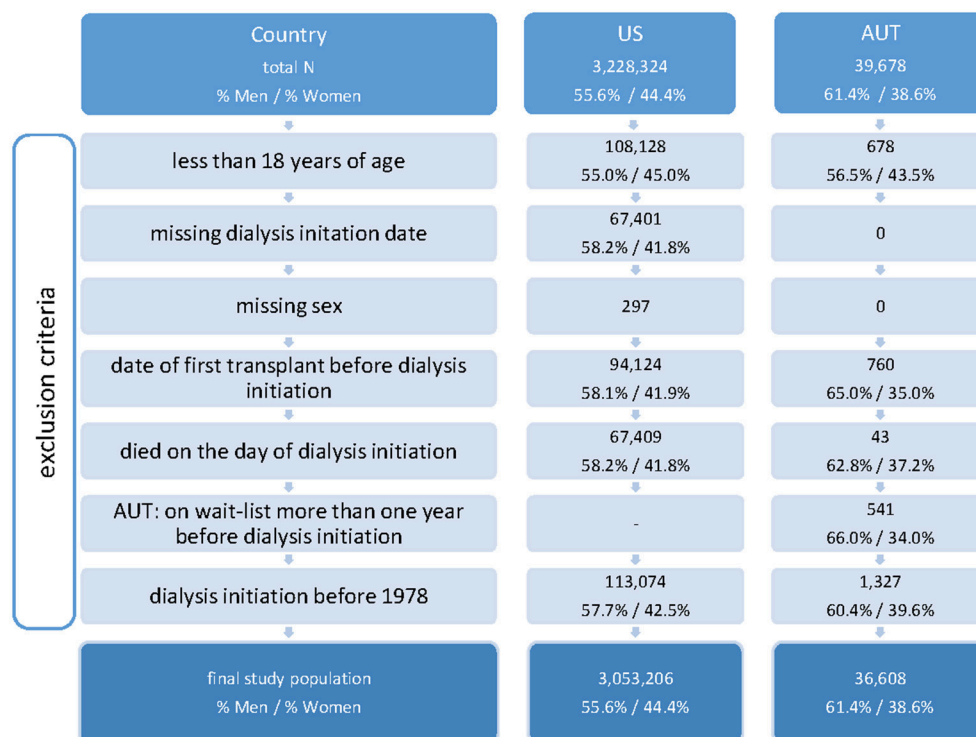 Country
total N
% Men / % Women
US
3,228,324
55.6% / 44.4%
AUT
39,678
61.4% / 38.6%
exclusion criteria
less than 18 years of age
108,128
55.0% / 45.0%
678
56.5% / 43.5%
missing dialysis initation date
67,401
58.2% / 41.8%
0
missing sex
297
0
date of first transplant before dialysis
initiation
94,124
58.1% / 41.9%
760
65.0% / 35.0%
died on the day of dialysis initiation
67,409
58.2% / 41.8%
43
62.8% / 37.2%
AUT: on wait-list more than one year
before dialysis initiation
-
541
66.0% / 34.0%
dialysis initiation before 1978
113,074
57.7% / 42.5%
1,327
60.4% / 39.6%
final study population
% Men / % Women
3,053,206
55.6% / 44.4%
36,608
61.4% / 38.6%